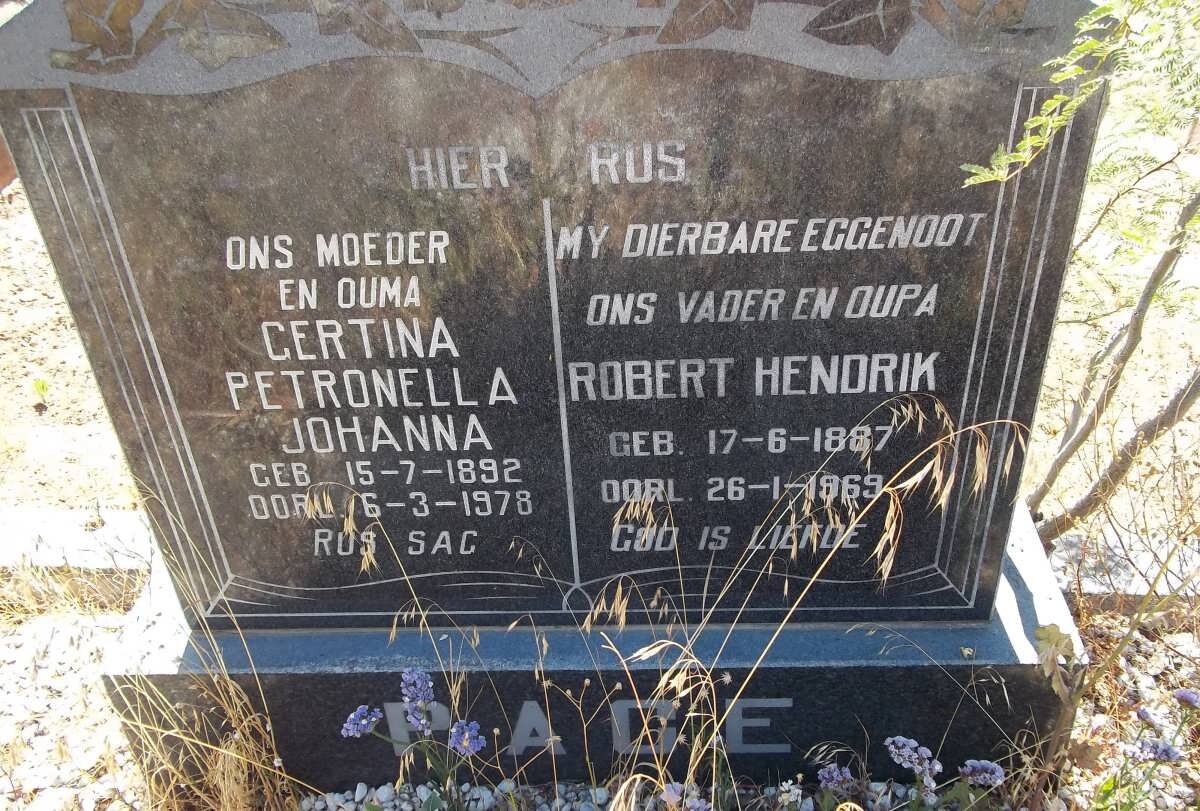 HIER RUS
ONS MOEDER
EN OUMA
GERTINA
PETRONELLA
JOHANNA
GEB. 15-7-1892
OORL. 6-3-1978
RUS SAG
MY DIERBARE EGGENOOT
ONS VADER EN OUPA
ROBERT HENDRIK
GEB. 17-6-1887
OORL. 26-1-1969
GOD IS LIEFDE
PAGE